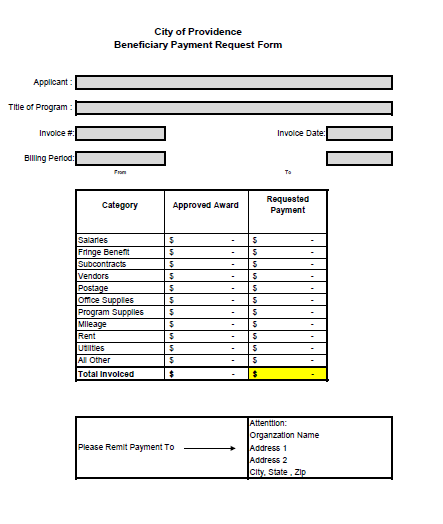 City of Providence
Beneficiary Payment Request Form
Applicant :
Title of Program :
Invoice #:
Invoice Date:
Billing Period:
From
To
Category Approved Award Requested Payment
Salaries $ - $ -
Fringe Benefit $ - $ -
Subcontracts $ - $ -
Vendors $ - $ -
Postage $ - $ -
Office Supplies $ - $ -
Program Supplies $ - $ -
Mileage $ - $ -
Rent $ - $ -
Utilities $ - $ -
All Other $ - $ -
Total Invoiced $ - $ -
Please Remit Payment To
Attenttion:
Organzation Name
Address 1
Address 2
City, State , Zip